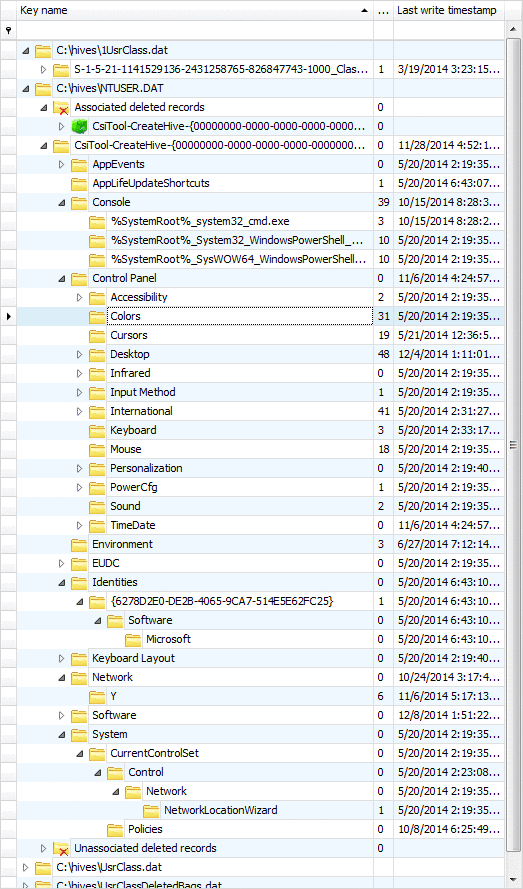 Key name ... Last write timestamp
C:\hives\1UsrClass.dat
S-1-5-21-1141529136-2431258765-826847743-1000_Clas... 1 3/19/2014 3:23:15...
C:\hives\NTUSER.DAT 0
Associated deleted records 0
CsiTool-CreateHive-{00000000-0000-0000-0000-0000... 0
CsiTool-CreateHive-{00000000-0000-0000-0000-0000000... 0 11/28/2014 4:52:1...
AppEvents 0 5/20/2014 2:19:35...
AppLifeUpdateShortcuts 1 5/20/2014 6:43:07...
Console 39 10/15/2014 8:28:3...
%SystemRoot%_system32_cmd.exe 3 10/15/2014 8:28:2...
%SystemRoot%_System32_WindowsPowerShell_... 10 5/20/2014 2:19:35...
%SystemRoot%_SysWOW64_WindowsPowerShell... 10 5/20/2014 2:19:35...
Control Panel 0 11/6/2014 4:24:57...
Accessibility 2 5/20/2014 2:19:35...
Colors 31 5/20/2014 2:19:35...
Cursors 19 5/21/2014 12:36:5...
Desktop 48 12/4/2014 1:11:01...
Infrared 0 5/20/2014 2:19:35...
Input Method 1 5/20/2014 2:19:35...
International 41 5/20/2014 2:31:27...
Keyboard 3 5/20/2014 2:33:17...
Mouse 18 5/20/2014 2:19:35...
Personalization 0 5/20/2014 2:19:40...
PowerCfg 1 5/20/2014 2:19:35...
Sound 2 5/20/2014 2:19:35...
TimeDate 0 11/6/2014 4:24:57...
Environment 3 6/27/2014 7:12:14...
EUDC 0 5/20/2014 2:19:35...
Identities 0 5/20/2014 6:43:10...
{6278D2E0-DE2B-4065-9CA7-514E5E62FC25} 1 5/20/2014 6:43:10...
Software 0 5/20/2014 6:43:10...
Microsoft 0 5/20/2014 6:43:10...
Keyboard Layout 0 5/20/2014 2:19:40...
Network 0 10/24/2014 3:17:4...
Y 6 11/6/2014 5:17:13...
Software 0 12/8/2014 1:51:22...
System 0 5/20/2014 2:19:35...
CurrentControlSet 0 5/20/2014 2:19:35...
Control 0 5/20/2014 2:23:08...
Network 0 5/20/2014 2:19:35...
NetworkLocationWizard 1 5/20/2014 2:19:35...
Policies 0 10/8/2014 6:25:49...
Unassociated deleted records 0
C:\hives\UsrClass.dat
C:\hives\UsrClassDeletedBags.dat